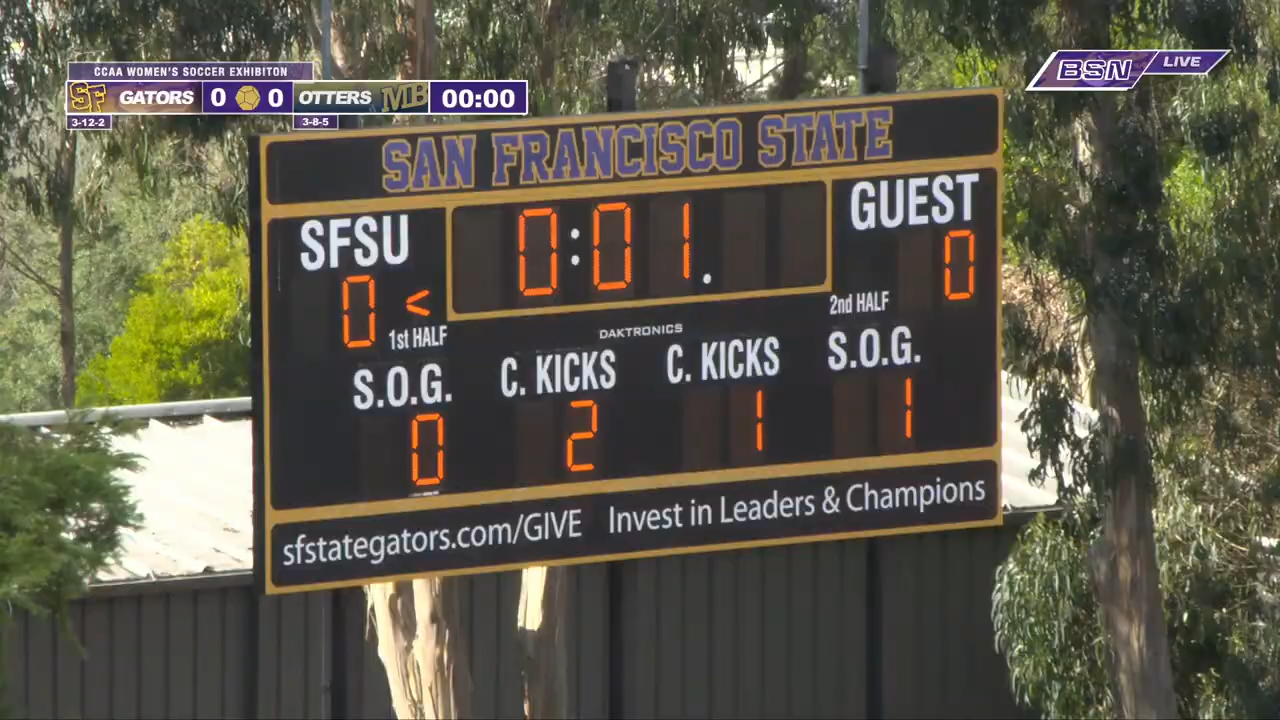 CCAA WOMEN'S SOCCER EXHIBITON
SF GATORS 0 0 OTTERS MB 00:00
3-12-2 3-8-5
BSN LIVE
SAN FRANCISCO STATE
SFSU 0:01. GUEST
0 < 0
1st HALF DAKTRONICS 2nd HALF
S.O.G. C. KICKS C. KICKS S.O.G.
0 2 1 1
sfstategators.com/GIVE Invest in Leaders & Champions